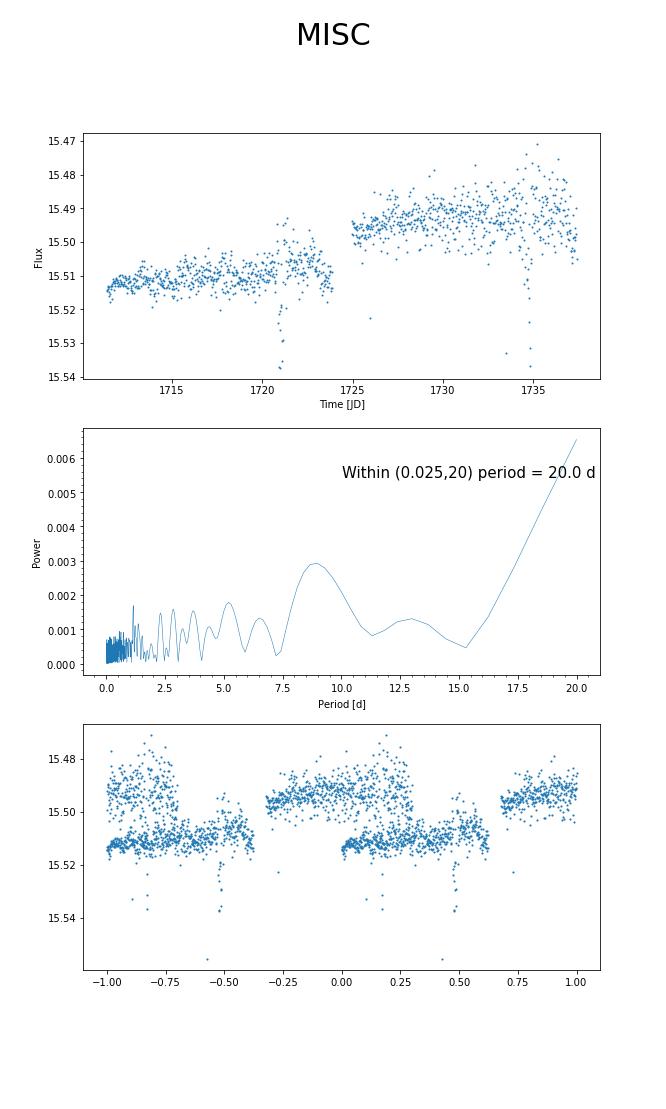 MISC
15.47
15.48
15.49
15.50
15.51
15.52
15.53
15.54
Flux
1715 1720 1725 1730 1735
Time [JD]
0.006
0.005
0.004
0.003
0.002
0.001
0.000
Power
Within (0.025,20) period = 20.0 d
0.0 2.5 5.0 7.5 10.0 12.5 15.0 17.5 20.0
Period [d]
15.48
15.50
15.52
15.54
−1.00 −0.75 −0.50 −0.25 0.00 0.25 0.50 0.75 1.00